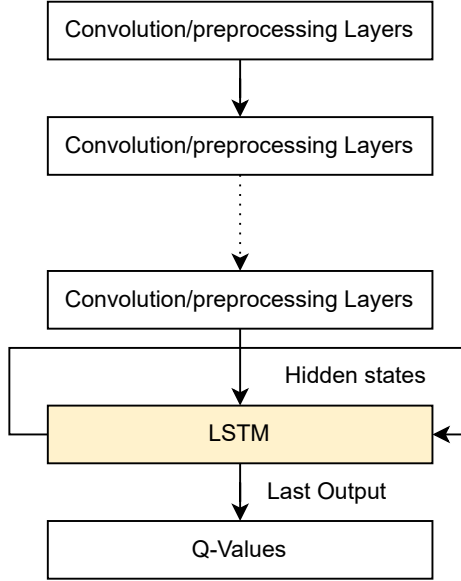 Convolution/preprocessing Layers
Convolution/preprocessing Layers
Convolution/preprocessing Layers
Hidden states
LSTM
Last Output
Q-Values